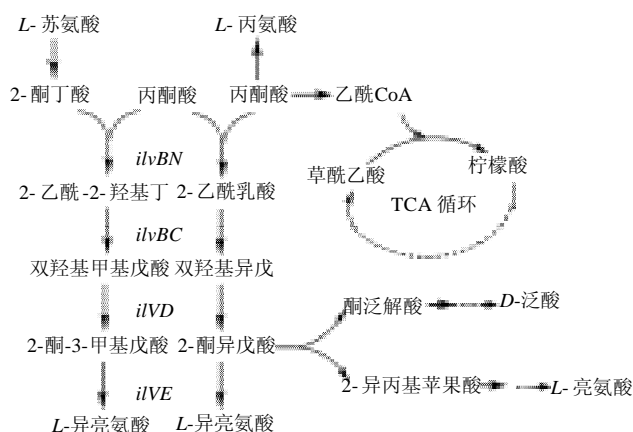 L-苏氨酸 L-丙氨酸
2-酮丁酸 丙酮酸 丙酮酸 乙酰CoA
ilvBN 草酰乙酸 柠檬酸
2-乙酰-2-羟基丁 2-乙酰乳酸 TCA 循环
ilvBC
双羟基甲基戊酸 双羟基异戊
ilVD 酮泛解酸 D-泛酸
2-酮-3-甲基戊酸 2-酮异戊酸
ilVE 2-异丙基苹果酸 L-亮氨酸
L-异亮氨酸 L-异亮氨酸